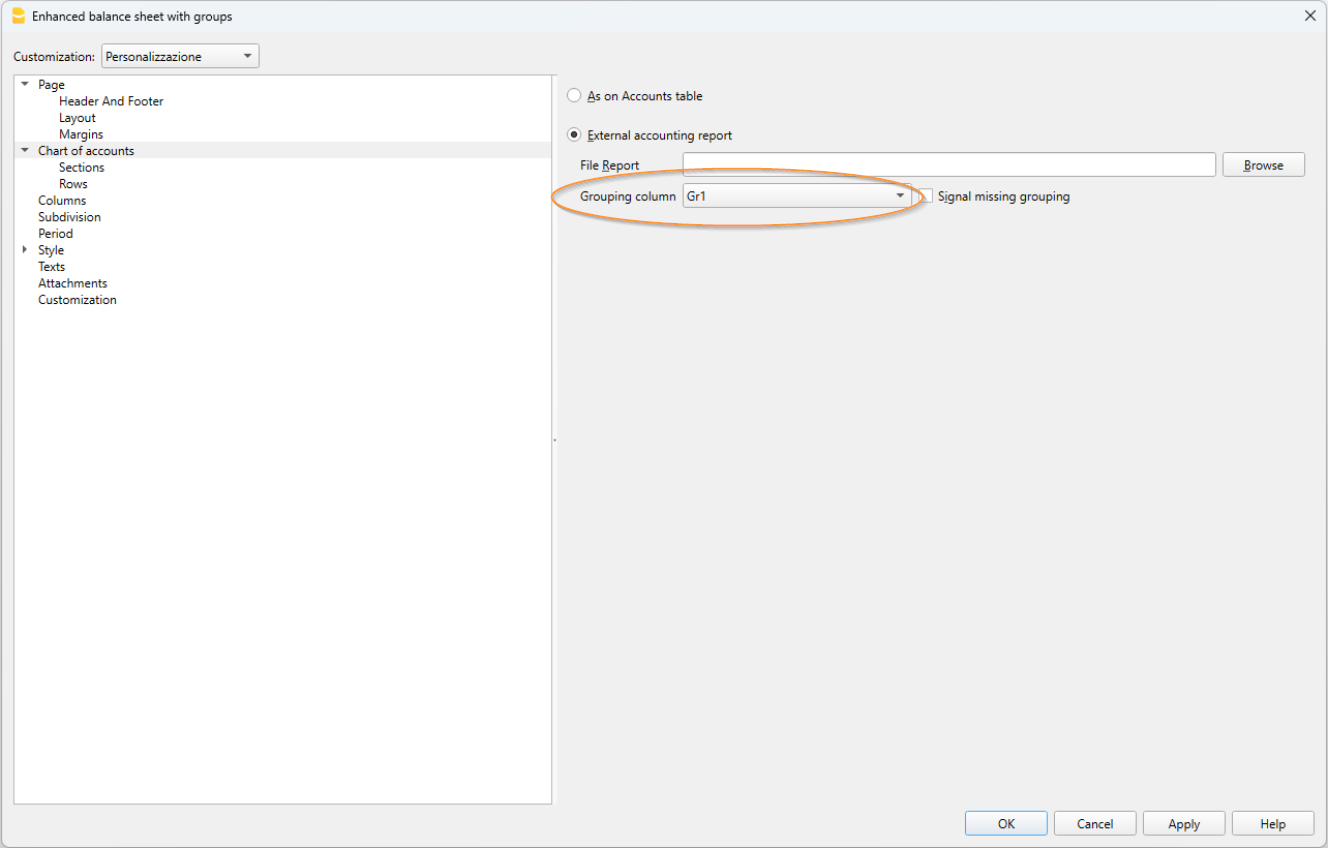 Enhanced balance sheet with groups
Customization: Personalizzazione
Page
Header And Footer
Layout
Margins
Chart of accounts
Sections
Rows
Columns
Subdivision
Period
Style
Texts
Attachments
Customization
As on Accounts table
External accounting report
File Report Browse
Grouping column Gr1 Signal missing grouping
OK Cancel Apply Help